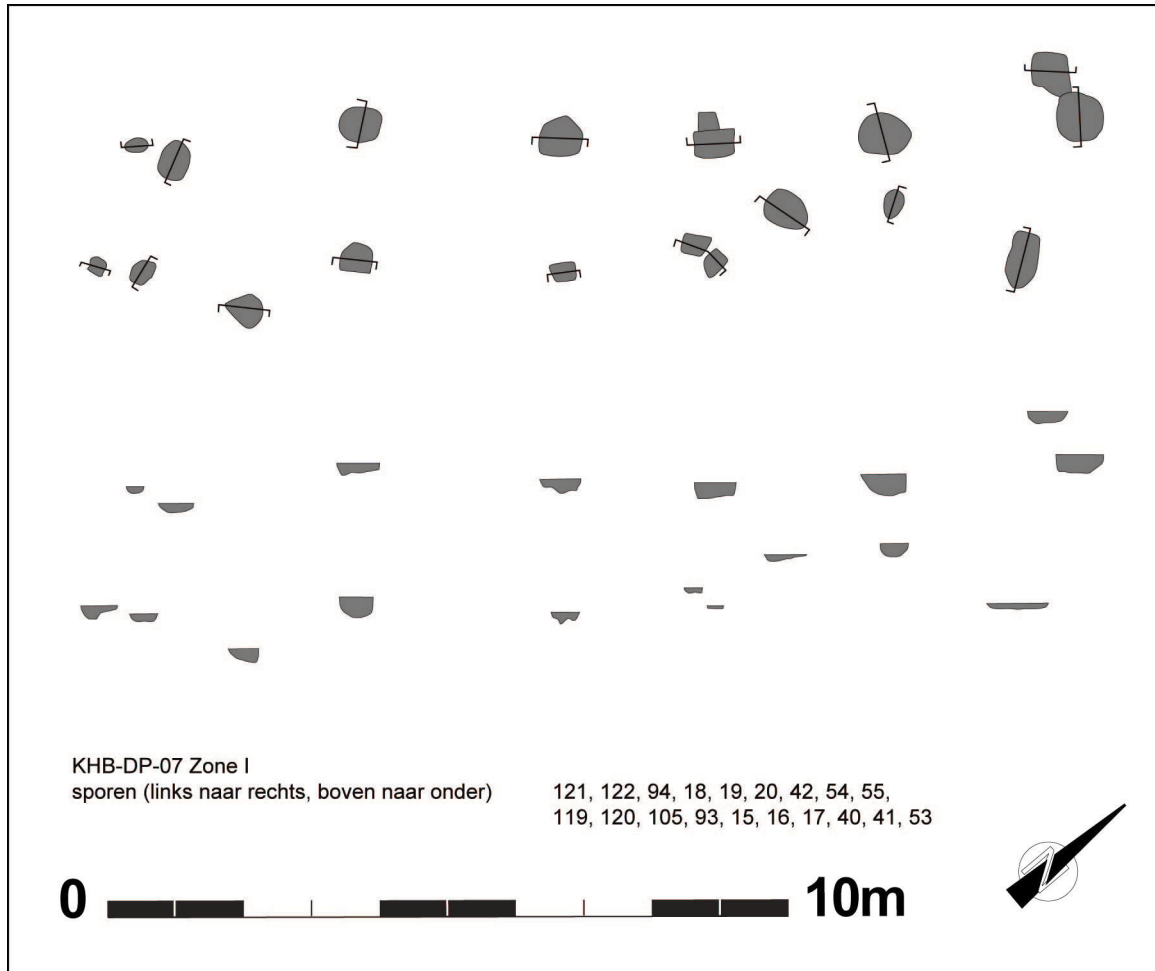 KHB-DP-07 Zone I
sporen (links naar rechts, boven naar onder)
121, 122, 94, 18, 19, 20, 42, 54, 55,
119, 120, 105, 93, 15, 16, 17, 40, 41, 53
0 10m
N